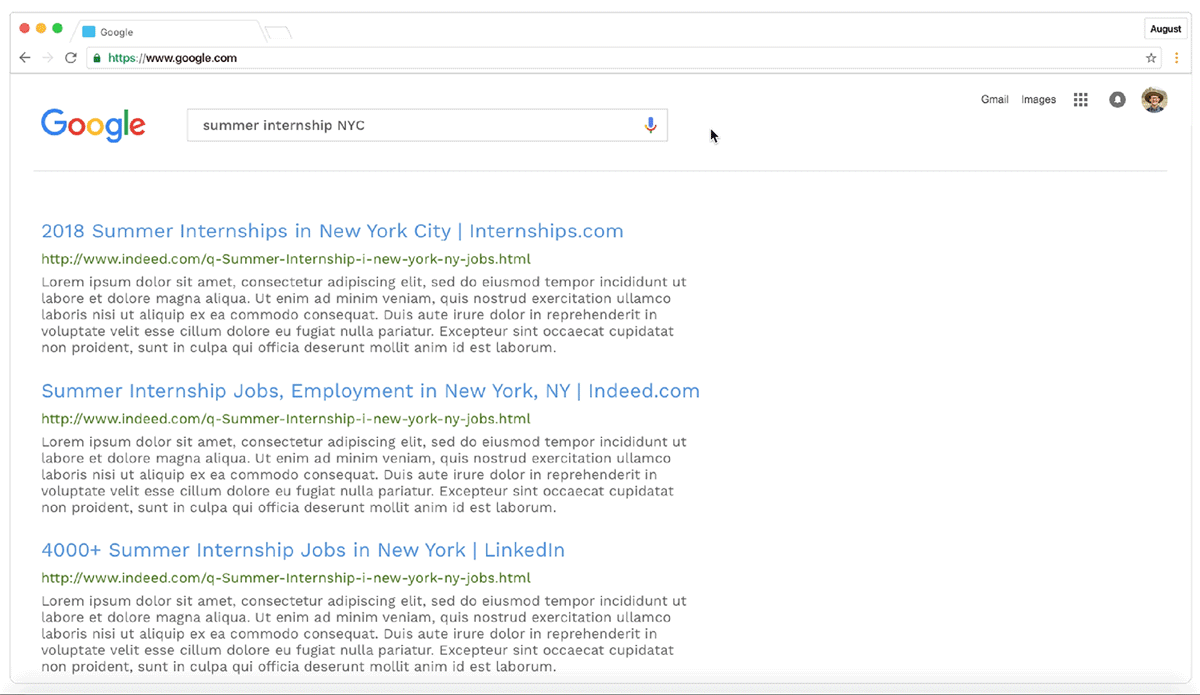 Google
August
https://www.google.com
Gmail Images
Google
summer internship NYC
2018 Summer Internships in New York City | Internships.com
http://www.indeed.com/q-Summer-Internship-i-new-york-ny-jobs.html
Lorem ipsum dolor sit amet, consectetur adipiscing elit, sed do eiusmod tempor incididunt ut
labore et dolore magna aliqua. Ut enim ad minim veniam, quis nostrud exercitation ullamco
laboris nisi ut aliquip ex ea commodo consequat. Duis aute irure dolor in reprehenderit in
voluptate velit esse cillum dolore eu fugiat nulla pariatur. Excepteur sint occaecat cupidatat
non proident, sunt in culpa qui officia deserunt mollit anim id est laborum.
Summer Internship Jobs, Employment in New York, NY | Indeed.com
http://www.indeed.com/q-Summer-Internship-i-new-york-ny-jobs.html
Lorem ipsum dolor sit amet, consectetur adipiscing elit, sed do eiusmod tempor incididunt ut
labore et dolore magna aliqua. Ut enim ad minim veniam, quis nostrud exercitation ullamco
laboris nisi ut aliquip ex ea commodo consequat. Duis aute irure dolor in reprehenderit in
voluptate velit esse cillum dolore eu fugiat nulla pariatur. Excepteur sint occaecat cupidatat
non proident, sunt in culpa qui officia deserunt mollit anim id est laborum.
4000+ Summer Internship Jobs in New York | LinkedIn
http://www.indeed.com/q-Summer-Internship-i-new-york-ny-jobs.html
Lorem ipsum dolor sit amet, consectetur adipiscing elit, sed do eiusmod tempor incididunt ut
labore et dolore magna aliqua. Ut enim ad minim veniam, quis nostrud exercitation ullamco
laboris nisi ut aliquip ex ea commodo consequat. Duis aute irure dolor in reprehenderit in
voluptate velit esse cillum dolore eu fugiat nulla pariatur. Excepteur sint occaecat cupidatat
non proident, sunt in culpa qui officia deserunt mollit anim id est laborum.